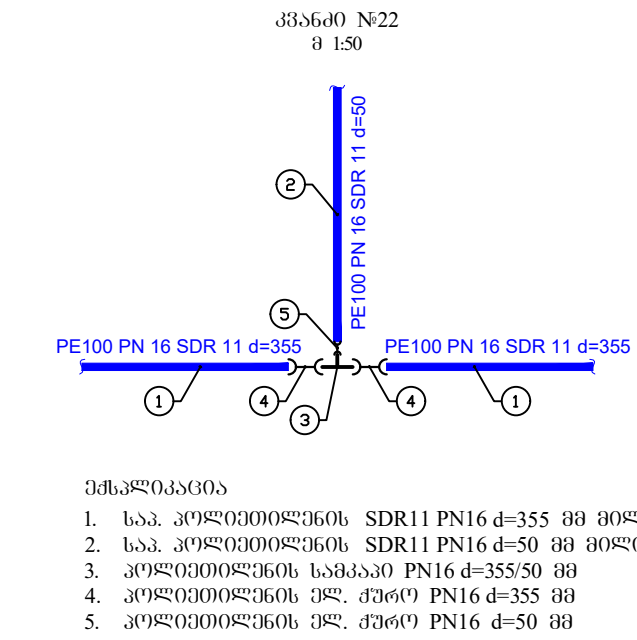 კვანძი №22
მ 1:50
PE100 PN 16 SDR 11 d=50
2
5
PE100 PN 16 SDR 11 d=355
PE100 PN 16 SDR 11 d=355
1
4
3
4
1
ექსპლიკაცია
1. საპ. პოლიეთილენის SDR11 PN16 d=355 მმ
2. საპ. პოლიეთილენის SDR11 PN16 d=50 მმ
3. პოლიეთილენის სამკაპი PN16 d=355/50 მმ
4. პოლიეთილენის ელ. ქურო PN16 d=355 მმ
5. პოლიეთილენის ელ. ქურო PN16 d=50 მმ